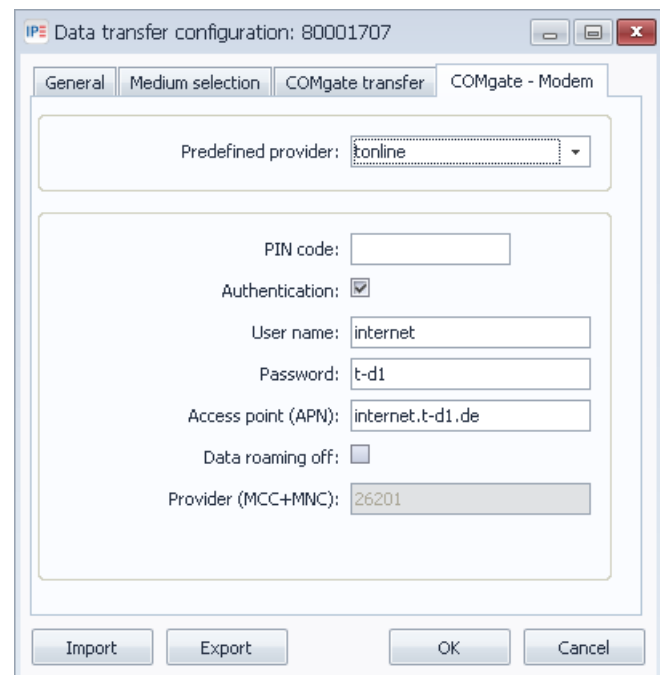 IPE Data transfer configuration: 80001707
General Medium selection COMgate transfer COMgate - Modem
Predefined provider: tonline
PIN code:
Authentication:
User name: internet
Password: t-d1
Access point (APN): internet.t-d1.de
Data roaming off:
Provider (MCC+MNC): 26201
Import Export OK Cancel